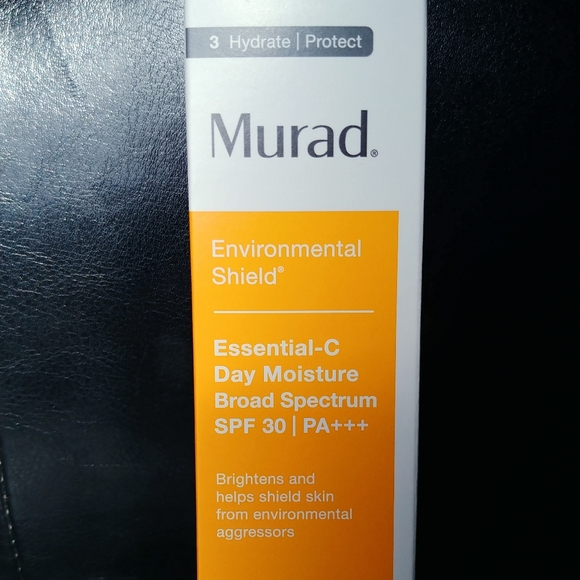 3 Hydrate | Protect
Murad®
Environmental
Shield®
Essential-C
Day Moisture
Broad Spectrum
SPF 30 | PA+++
Brightens and
helps shield skin
from environmental
aggressors